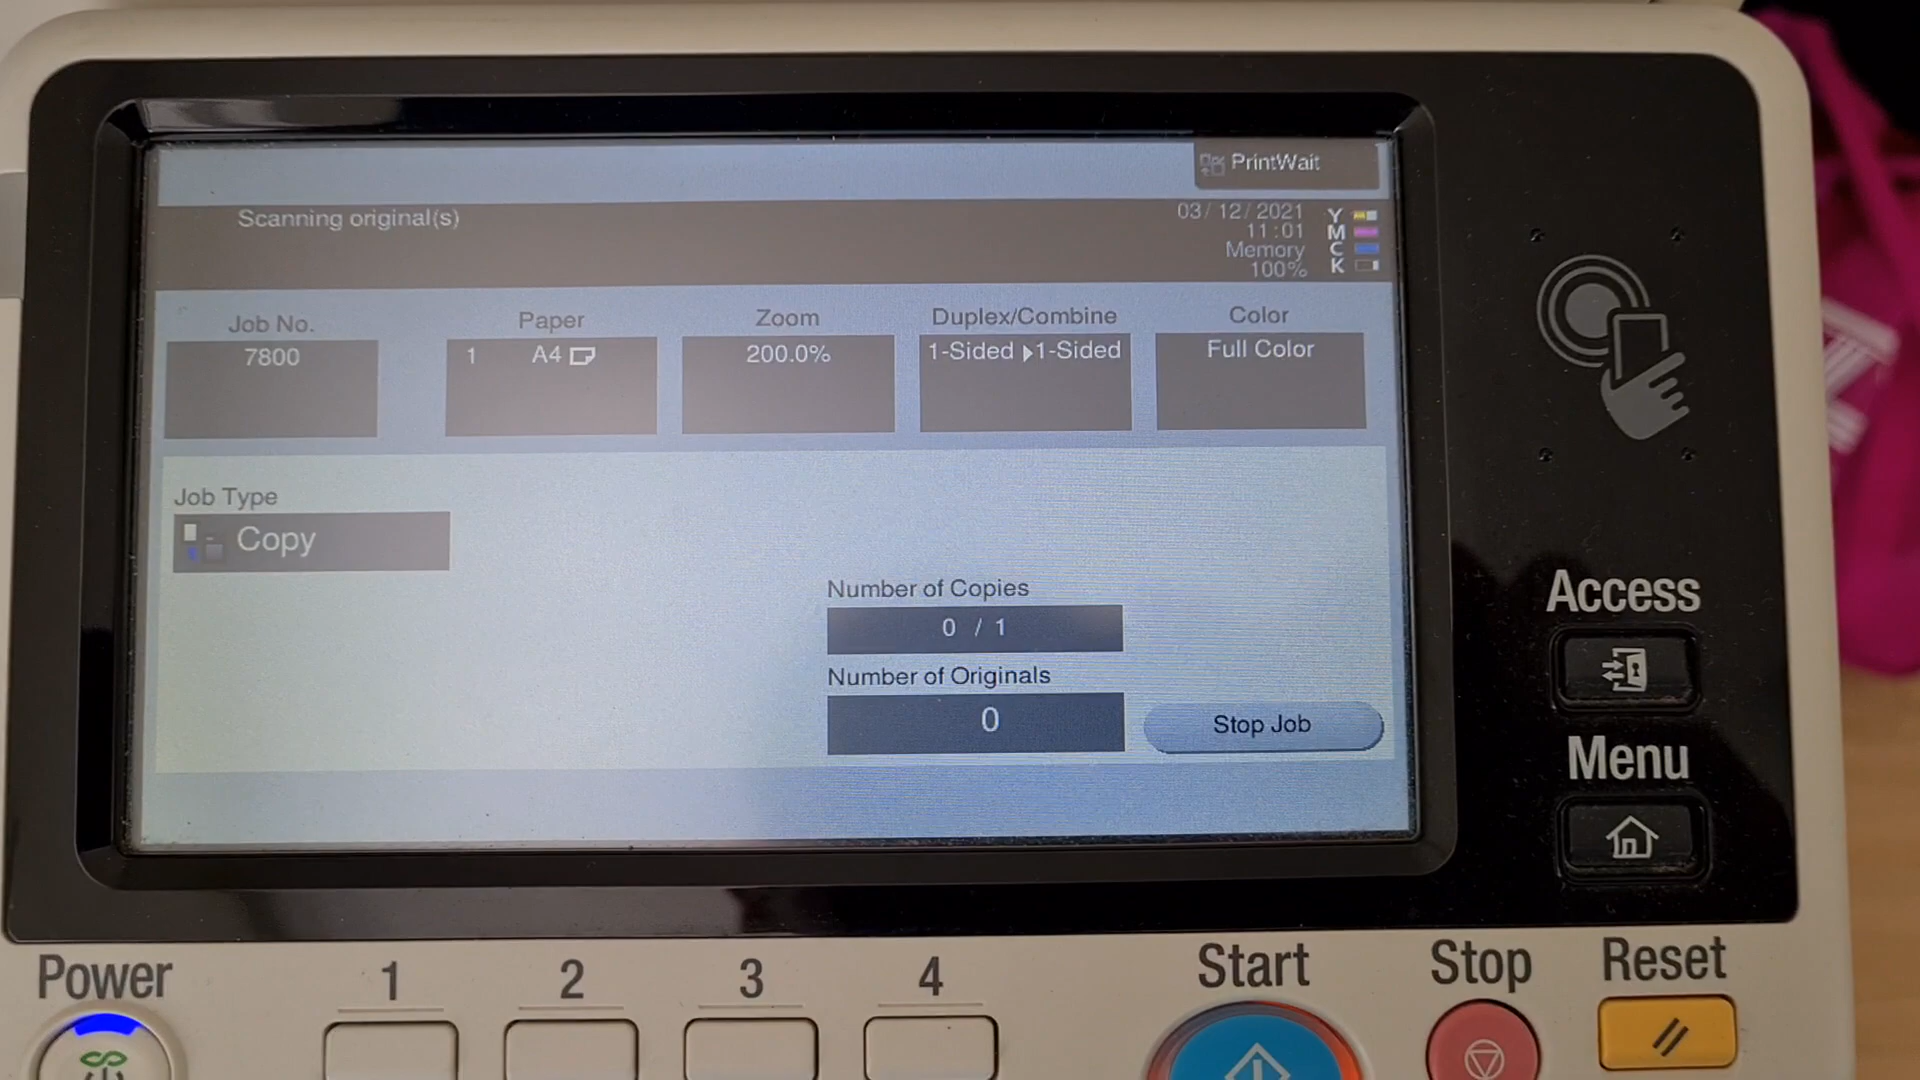 PrintWait
Scanning original(s)
03/12/2021
11:01
Memory
100%
Y
M
C
K
Job No.
7800
Paper
1 A4
Zoom
200.0%
Duplex/Combine
1-Sided ▸1-Sided
Color
Full Color
Job Type
Copy
Number of Copies
0 / 1
Number of Originals
0
Stop Job
Access
Menu
Power
1
2
3
4
Start
Stop
Reset